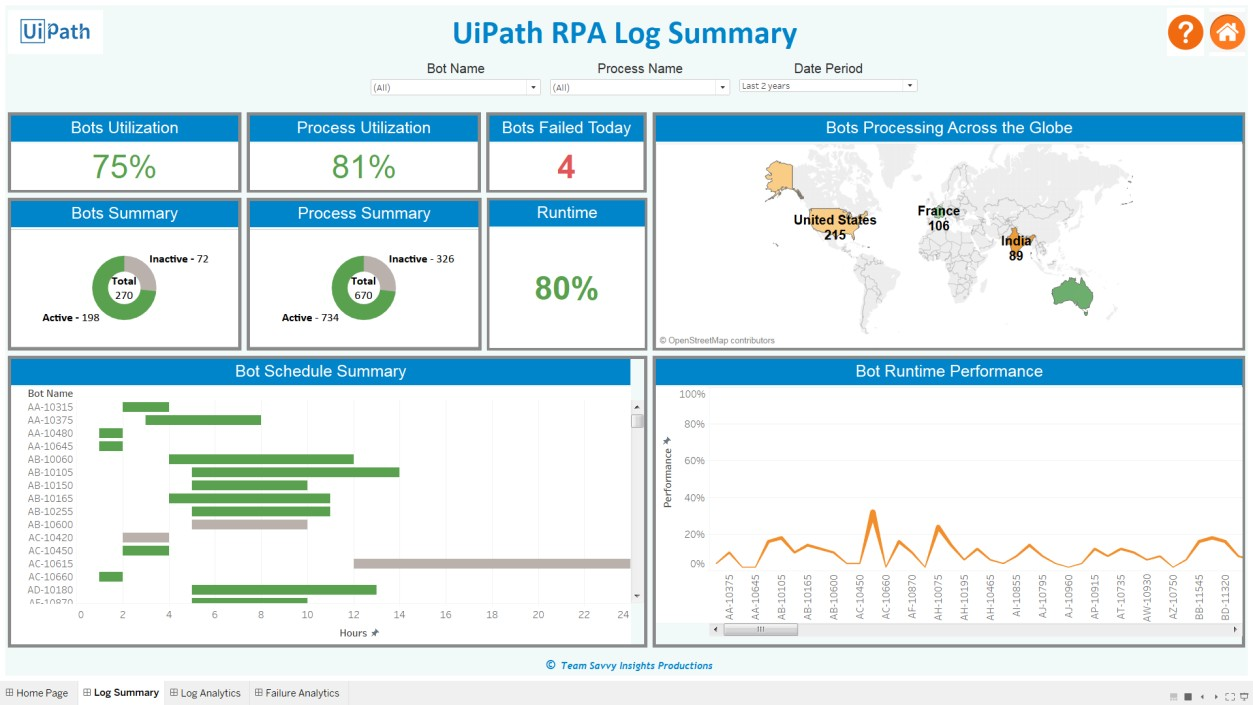 UiPath
UiPath RPA Log Summary
?
Bot Name
Process Name
Date Period
(All)
(All)
Last 2 years
Bots Utilization
75%
Process Utilization
81%
Bots Failed Today
4
Bots Processing Across the Globe
United States
215
France
106
India
89
© OpenStreetMap contributors
Bots Summary
Inactive - 72
Total
270
Active - 198
Process Summary
Inactive - 326
Total
670
Active - 734
Runtime
80%
Bot Schedule Summary
Bot Name
AA-10315
AA-10375
AA-10480
AA-10645
AB-10060
AB-10105
AB-10150
AB-10165
AB-10255
AB-10600
AC-10420
AC-10450
AC-10615
AC-10660
AD-10180
AF-10870
0 2 4 6 8 10 12 14 16 18 20 22 24
Hours
Bot Runtime Performance
100%
80%
60%
40%
20%
0%
Performance
AA-10375
AA-10645
AB-10105
AB-10165
AB-10600
AC-10450
AC-10660
AF-10870
AH-10075
AH-10195
AH-10465
AI-10855
AJ-10795
AJ-10960
AP-10915
AT-10735
AW-10930
AZ-10750
BB-11545
BD-11320
© Team Savvy Insights Productions
Home Page
Log Summary
Log Analytics
Failure Analytics